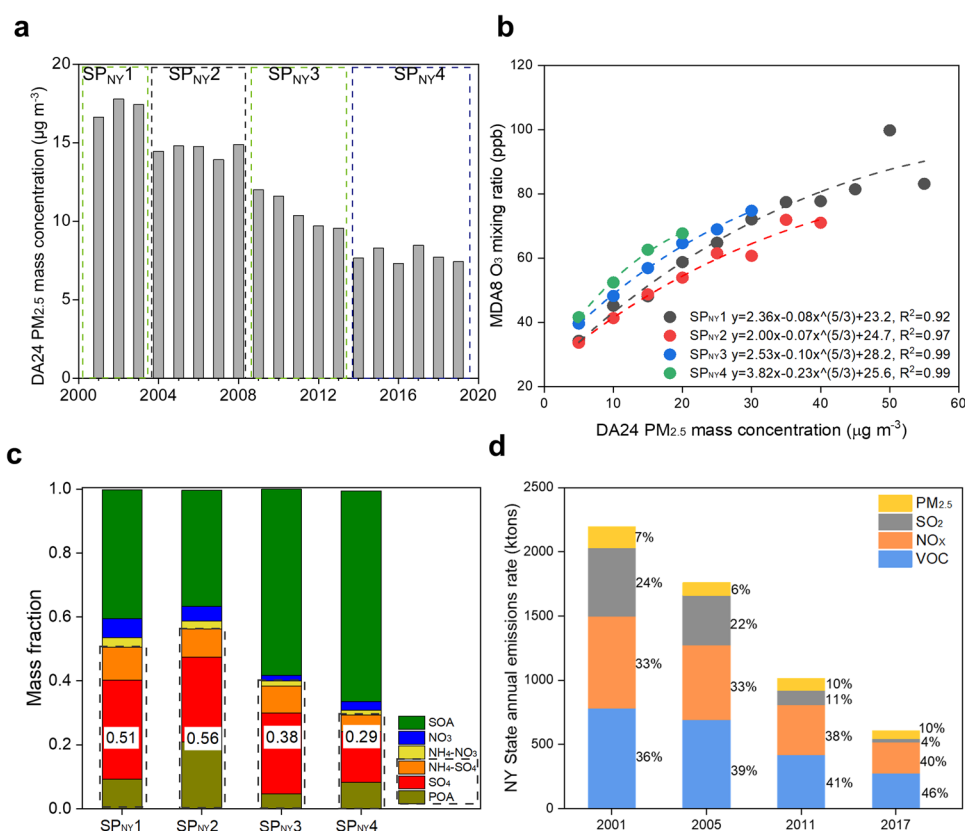 a
SPNY1 SPNY2 SPNY3 SPNY4
DA24 PM2.5 mass concentration (μg m-3)
20
15
10
5
0
2000 2004 2008 2012 2016 2020
b
MDA8 O3 mixing ratio (ppb)
120
100
80
60
40
20
SPNY1 y=2.36x-0.08x^(5/3)+23.2, R2=0.92
SPNY2 y=2.00x-0.07x^(5/3)+24.7, R2=0.97
SPNY3 y=2.53x-0.10x^(5/3)+28.2, R2=0.99
SPNY4 y=3.82x-0.23x^(5/3)+25.6, R2=0.99
0 10 20 30 40 50 60
DA24 PM2.5 mass concentration (μg m-3)
c
Mass fraction
1.0
0.8
0.6
0.4
0.2
0.0
0.51 0.56 0.38 0.29
SOA
NO3
NH4-NO3
NH4-SO4
SO4
POA
SPNY1 SPNY2 SPNY3 SPNY4
d
NY State annual emissions rate (ktons)
2500
2000
1500
1000
500
0
PM2.5
SO2
NOX
VOC
7%
24%
33%
36%
6%
22%
33%
39%
10%
11%
38%
41%
10%
4%
40%
46%
2001 2005 2011 2017